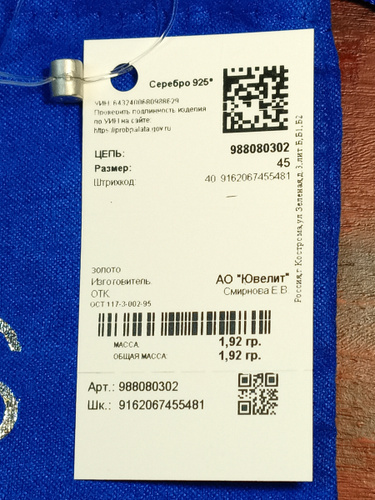 Серебро 925*
УИН: 6432400680988629
Проверить подлинность изделия
по УИН на сайте:
https://probpalata.gov.ru
ЦЕПЬ: 988080302
Размер: 45
Штрихкод: 40 9162067455481
Россия,г.Кострома,ул.Зеленая,д.3,лит Б,Б1,Б2
золото
Изготовитель: АО "Ювелит"
ОТК Смирнова Е.В.
ОСТ 117-3-002-95
МАССА: 1,92 гр.
ОБЩАЯ МАССА: 1,92 гр.
Арт.: 988080302
Шк.: 9162067455481